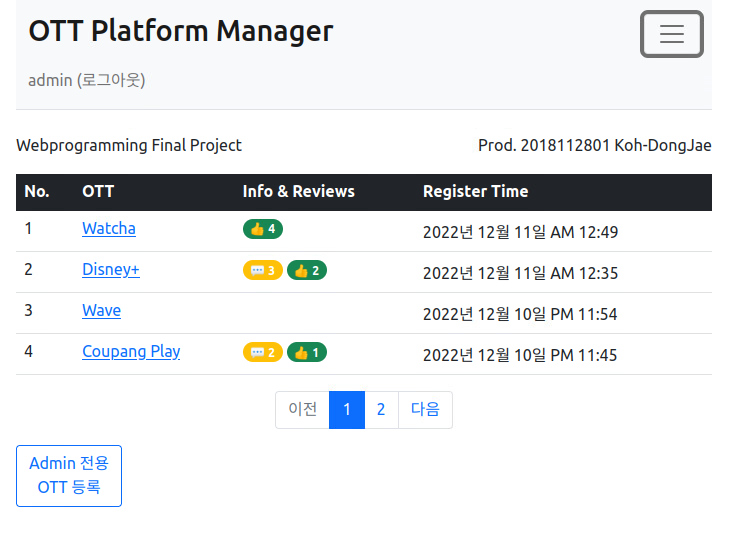 OTT Platform Manager
admin (로그아웃)
Webprogramming Final Project Prod. 2018112801 Koh-DongJae
No. OTT Info & Reviews Register Time
1 Watcha 👍 4 2022년 12월 11일 AM 12:49
2 Disney+ 💬 3 👍 2 2022년 12월 11일 AM 12:35
3 Wave 2022년 12월 10일 PM 11:54
4 Coupang Play 💬 2 👍 1 2022년 12월 10일 PM 11:45
이전 1 2 다음
Admin 전용
OTT 등록